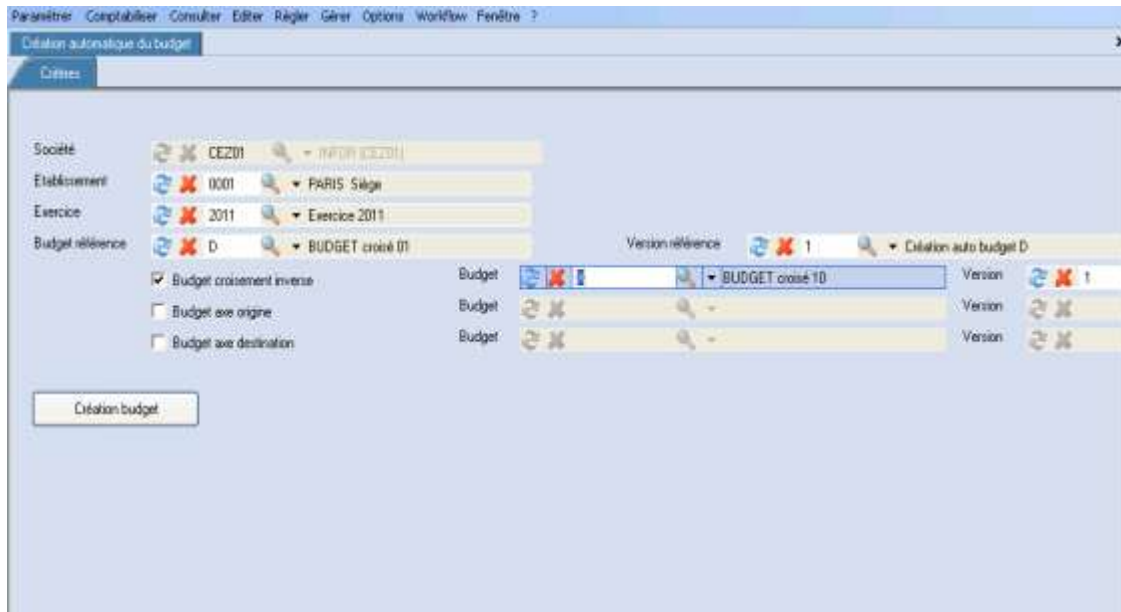 Paramétrer Comptabiliser Consulter Editer Régler Gérer Options Workflow Fenêtre ?
Création automatique du budget
Critères
Société CEZ01 INFOR (CEZ01)
Etablissement 0001 PARIS Siège
Exercice 2011 Exercice 2011
Budget référence D BUDGET croisé 01 Version référence 1 Création auto budget D
Budget croisement inverse Budget BUDGET croisé 10 Version 1
Budget axe origine Budget Version
Budget axe destination Budget Version
Création budget